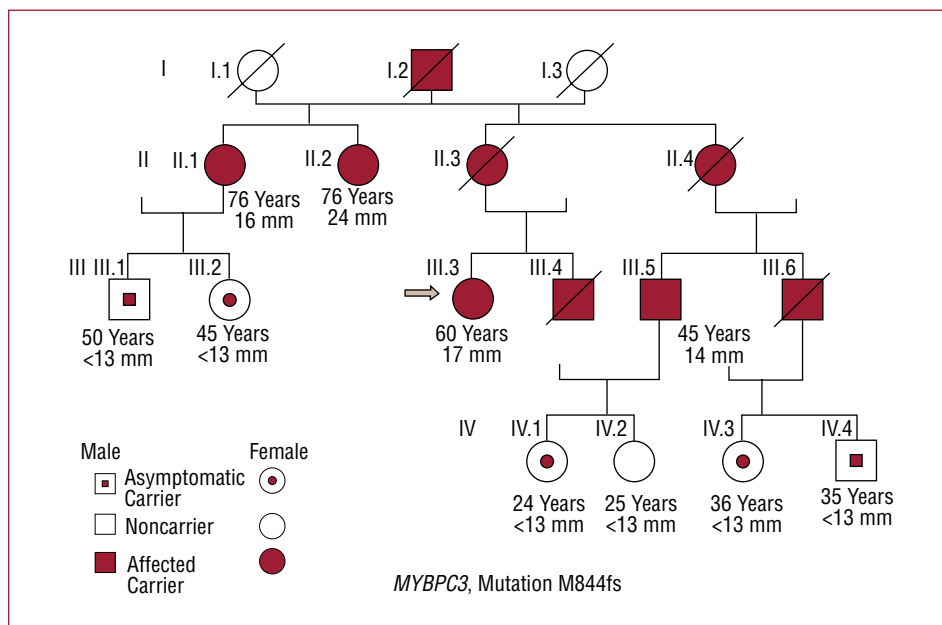 I I.1 I.2 I.3
II II.1 II.2 II.3 II.4
76 Years
16 mm
76 Years
24 mm
III III.1 III.2 III.3 III.4 III.5 III.6
50 Years
<13 mm
45 Years
<13 mm
60 Years
17 mm
45 Years
14 mm
IV IV.1 IV.2 IV.3 IV.4
24 Years
<13 mm
25 Years
<13 mm
36 Years
<13 mm
35 Years
<13 mm
Male Female
Asymptomatic
Carrier
Noncarrier
Affected
Carrier
MYBPC3, Mutation M844fs